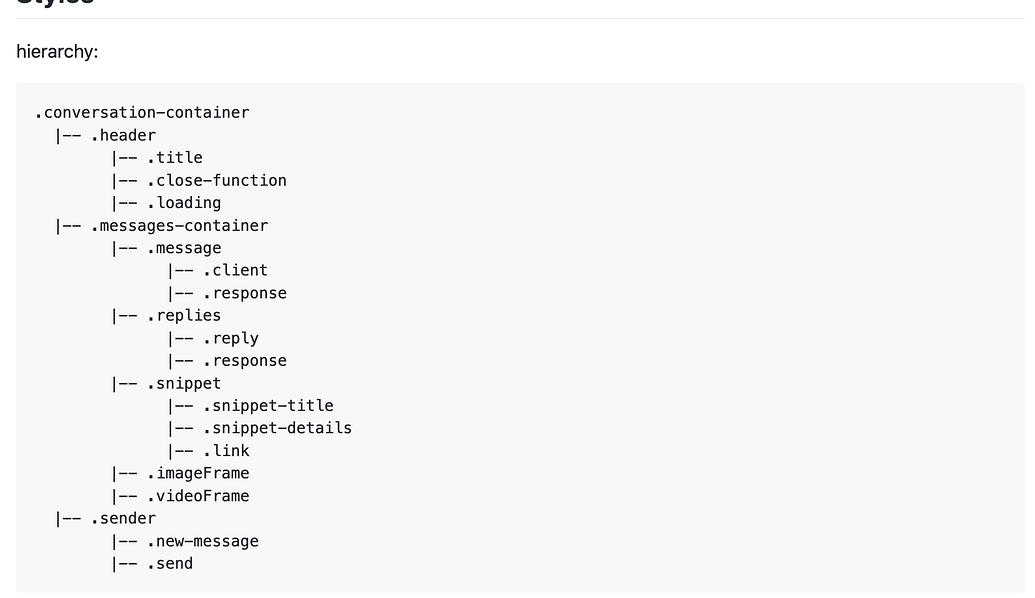 Styles
hierarchy:
.conversation-container
  |-- .header
        |-- .title
        |-- .close-function
        |-- .loading
  |-- .messages-container
        |-- .message
              |-- .client
              |-- .response
        |-- .replies
              |-- .reply
              |-- .response
        |-- .snippet
              |-- .snippet-title
              |-- .snippet-details
              |-- .link
        |-- .imageFrame
        |-- .videoFrame
  |-- .sender
        |-- .new-message
        |-- .send